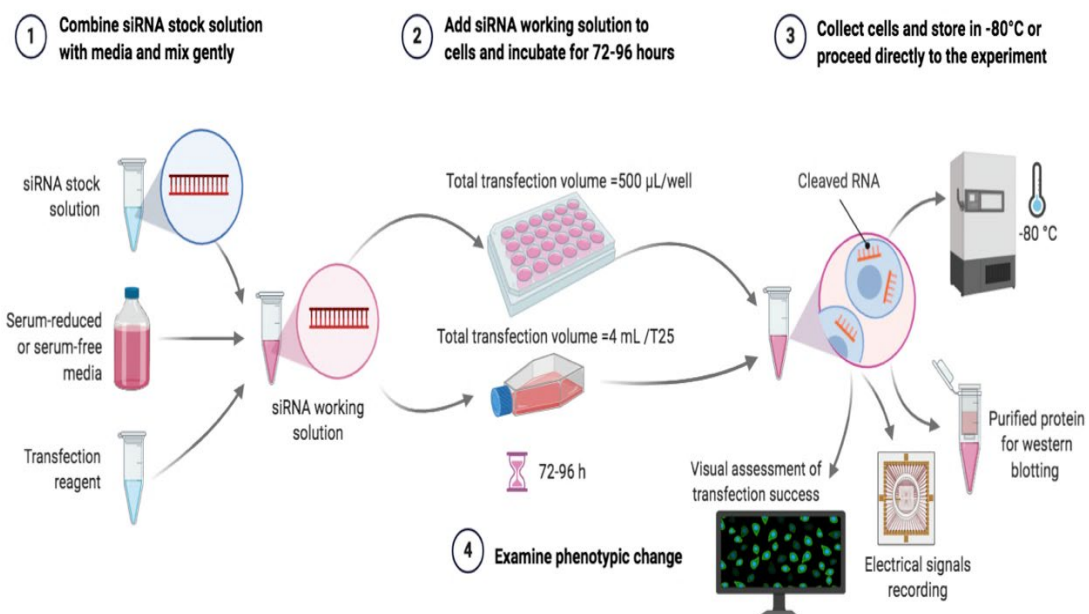 1
Combine siRNA stock solution
with media and mix gently
2
Add siRNA working solution to
cells and incubate for 72-96 hours
3
Collect cells and store in -80°C or
proceed directly to the experiment
siRNA stock
solution
Serum-reduced
or serum-free
media
Transfection
reagent
siRNA working
solution
Total transfection volume =500 µL/well
Total transfection volume =4 mL /T25
72-96 h
Cleaved RNA
-80 °C
Purified protein
for western
blotting
Visual assessment of
transfection success
Electrical signals
recording
4
Examine phenotypic change